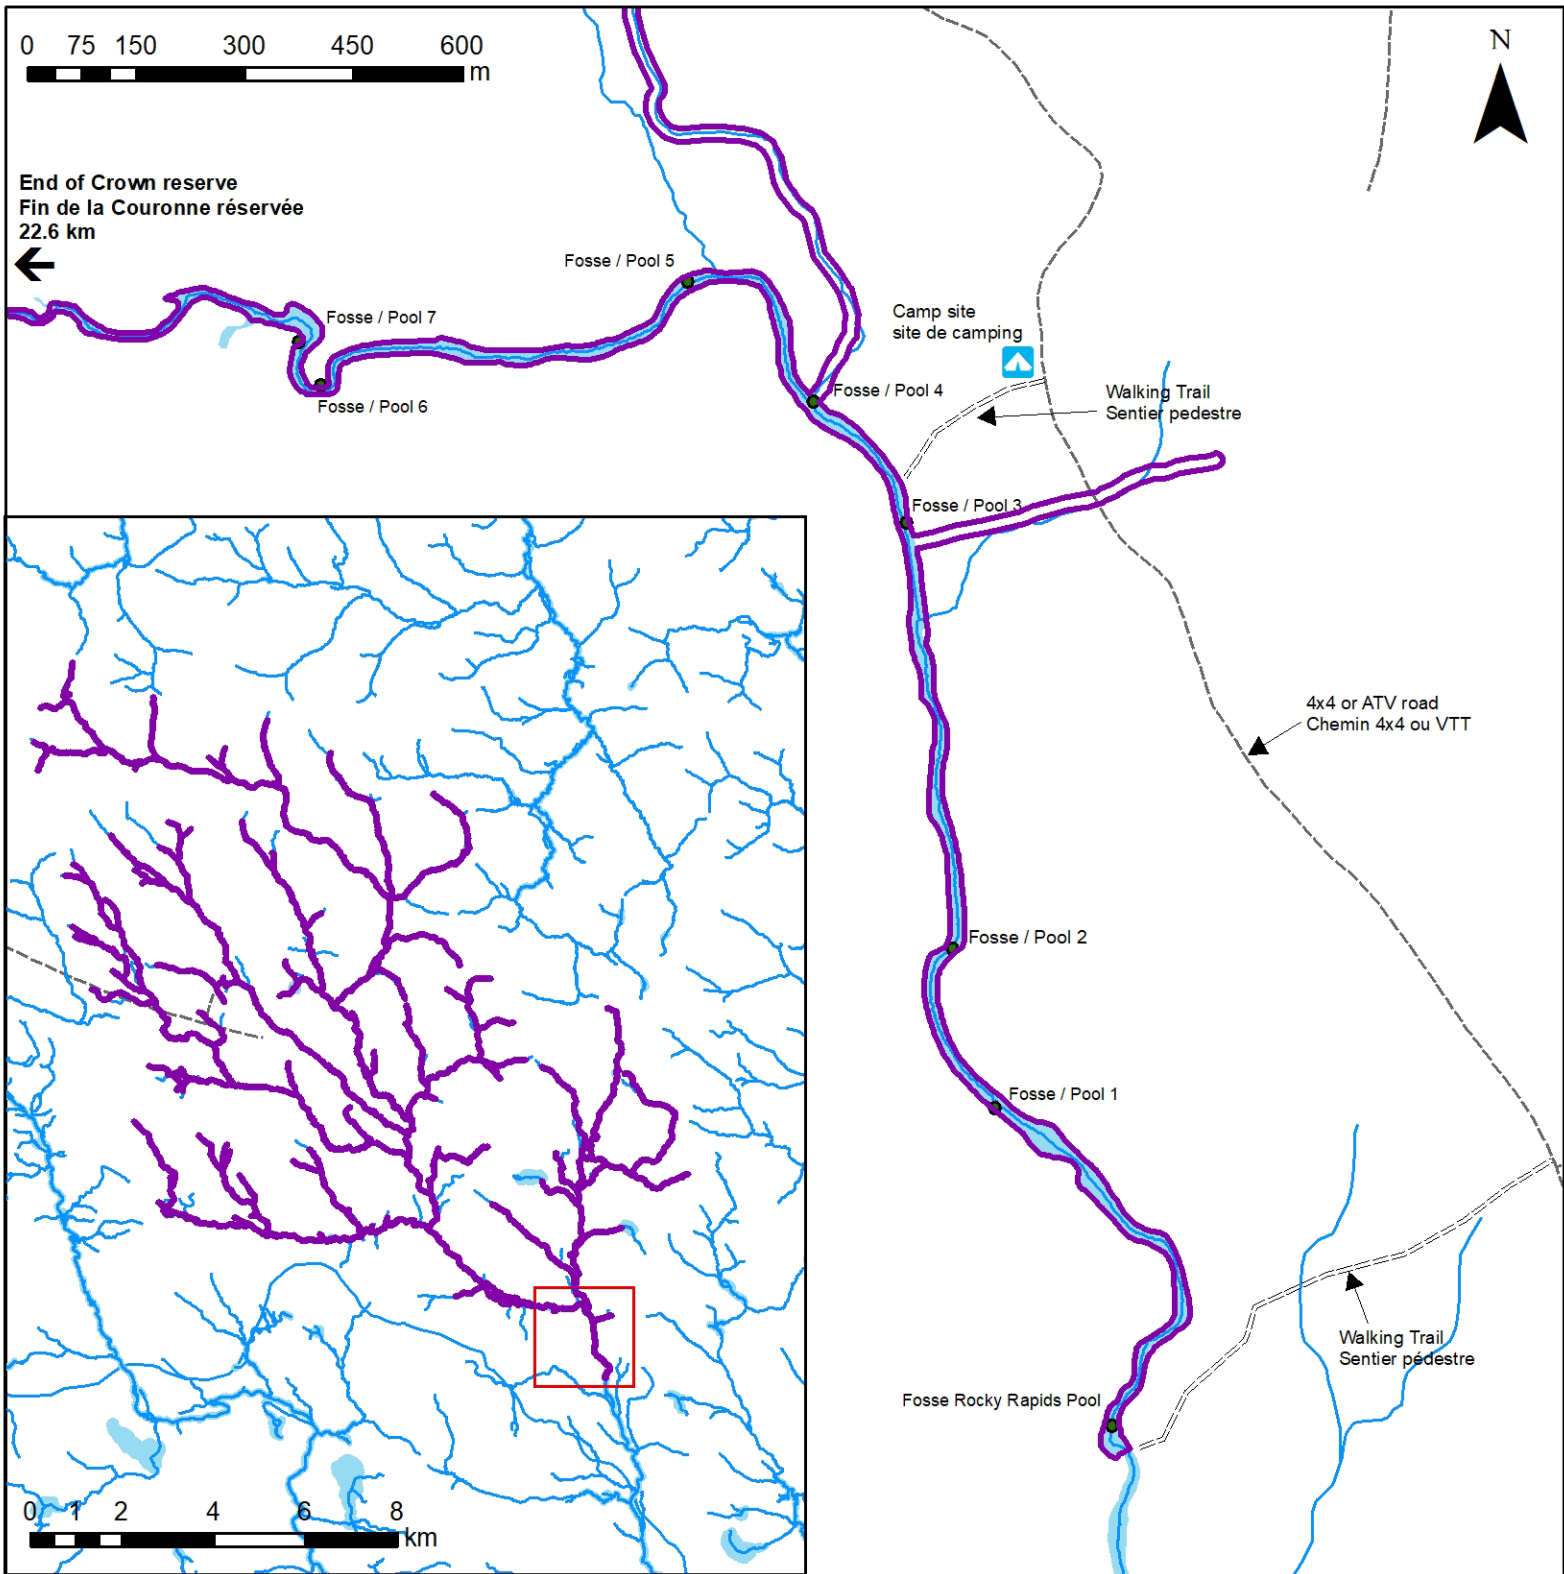 0 75 150 300 450 600
m
N
End of Crown reserve
Fin de la Couronne réservée
22.6 km
Fosse / Pool 5
Fosse / Pool 7
Fosse / Pool 6
Camp site
site de camping
Fosse / Pool 4
Walking Trail
Sentier pedestre
Fosse / Pool 3
4x4 or ATV road
Chemin 4x4 ou VTT
Fosse / Pool 2
Fosse / Pool 1
Walking Trail
Sentier pédestre
Fosse Rocky Rapids Pool
0 1 2 4 6 8
km